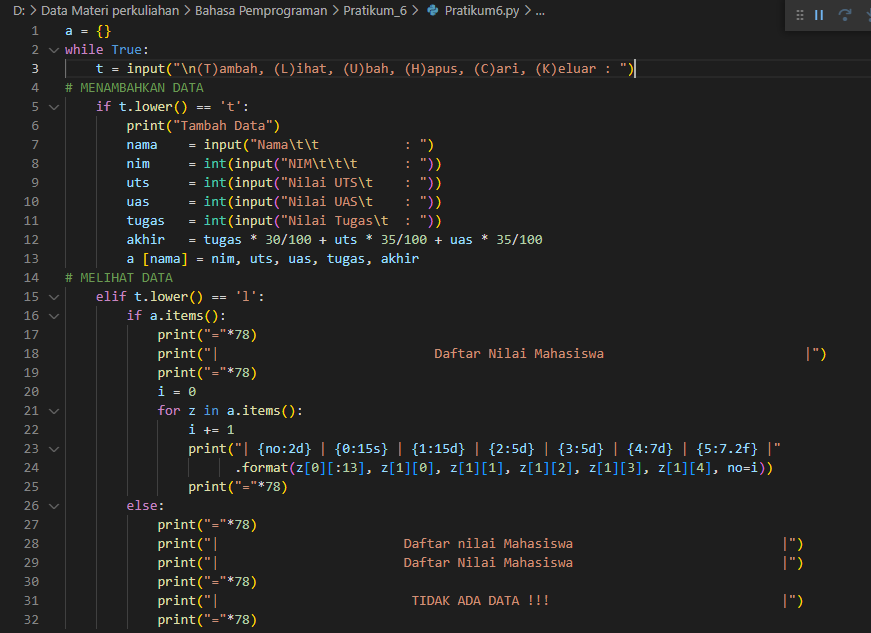 D: > Data Materi perkuliahan > Bahasa Pemprograman > Pratikum_6 > Pratikum6.py > ...
1 a = {}
2 while True:
3     t = input("\n(T)ambah, (L)ihat, (U)bah, (H)apus, (C)ari, (K)eluar : ")
4 # MENAMBAHKAN DATA
5     if t.lower() == 't':
6         print("Tambah Data")
7         nama    = input("Nama\t\t           : ")
8         nim     = int(input("NIM\t\t\t      : "))
9         uts     = int(input("Nilai UTS\t    : "))
10         uas     = int(input("Nilai UAS\t    : "))
11         tugas   = int(input("Nilai Tugas\t  : "))
12         akhir   = tugas * 30/100 + uts * 35/100 + uas * 35/100
13         a [nama] = nim, uts, uas, tugas, akhir
14 # MELIHAT DATA
15     elif t.lower() == 'l':
16         if a.items():
17             print("="*78)
18             print("|                            Daftar Nilai Mahasiswa                          |")
19             print("="*78)
20             i = 0
21             for z in a.items():
22                 i += 1
23                 print("| {no:2d} | {0:15s} | {1:15d} | {2:5d} | {3:5d} | {4:7d} | {5:7.2f} |"
24                       .format(z[0][:13], z[1][0], z[1][1], z[1][2], z[1][3], z[1][4], no=i))
25                 print("="*78)
26         else:
27             print("="*78)
28             print("|                        Daftar nilai Mahasiswa                           |")
29             print("|                        Daftar Nilai Mahasiswa                           |")
30             print("="*78)
31             print("|                         TIDAK ADA DATA !!!                              |")
32             print("="*78)